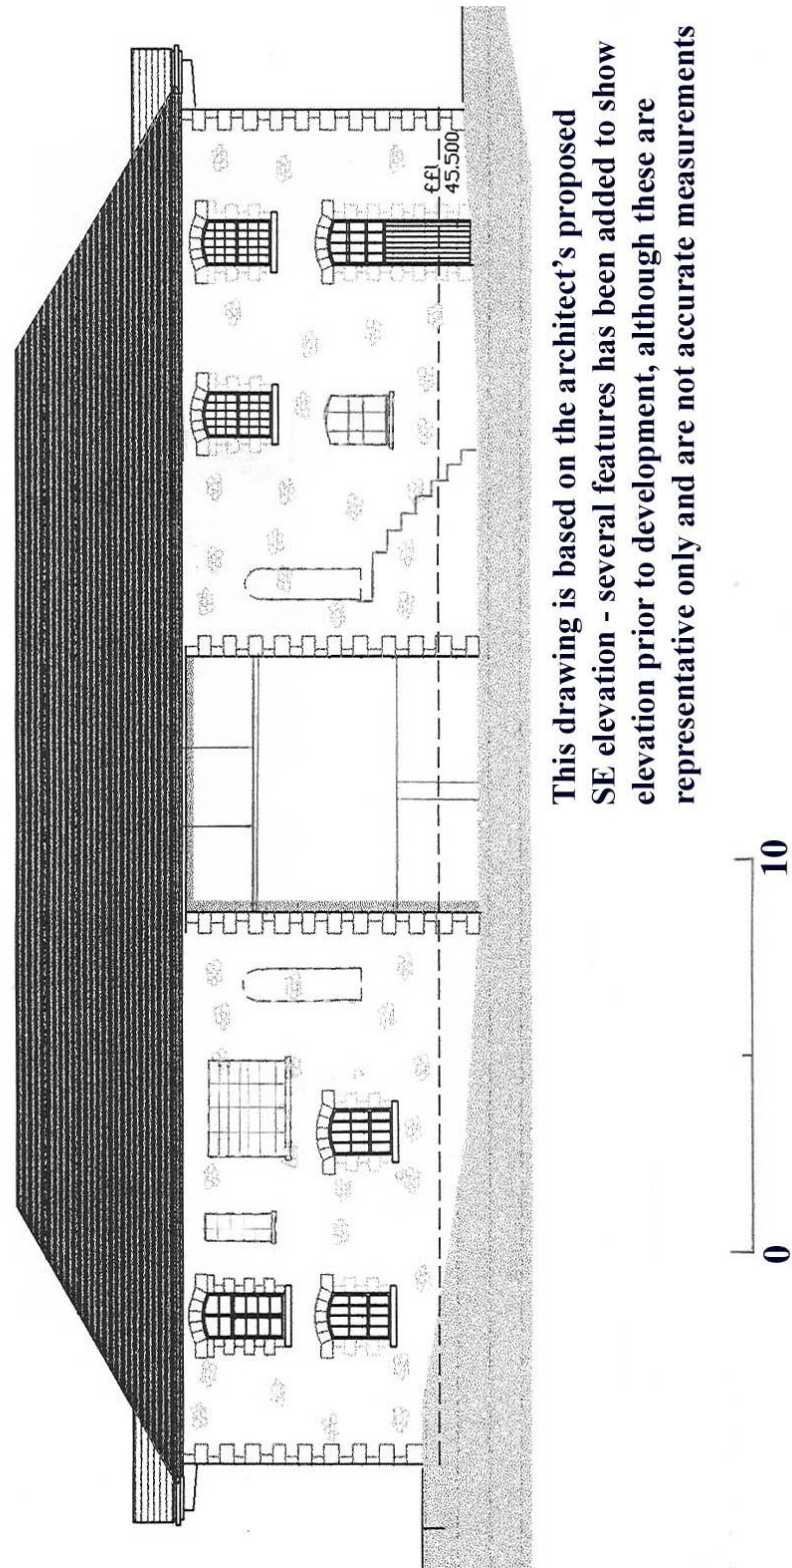 ££l
45.500
This drawing is based on the architect's proposed
SE elevation - several features has been added to show
elevation prior to development, although these are
representative only and are not accurate measurements
0
10